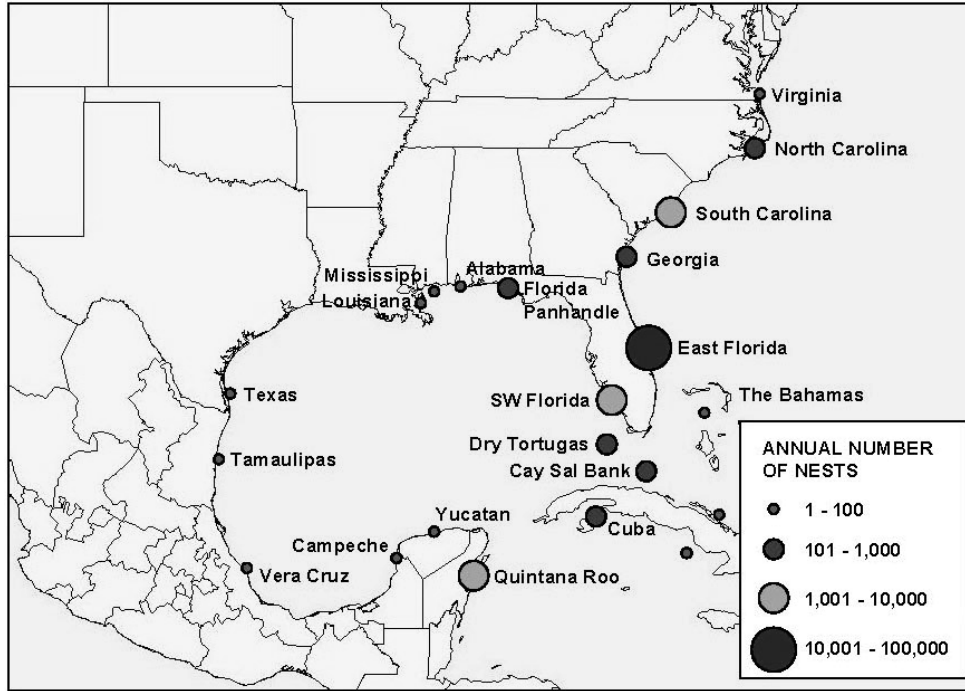 Virginia
North Carolina
South Carolina
Georgia
Mississippi
Alabama
Louisiana
Florida
Panhandle
East Florida
Texas
SW Florida
The Bahamas
Dry Tortugas
Tamaulipas
Cay Sal Bank
Yucatan
Cuba
Campeche
Vera Cruz
Quintana Roo
ANNUAL NUMBER
OF NESTS
1 - 100
101 - 1,000
1,001 - 10,000
10,001 - 100,000